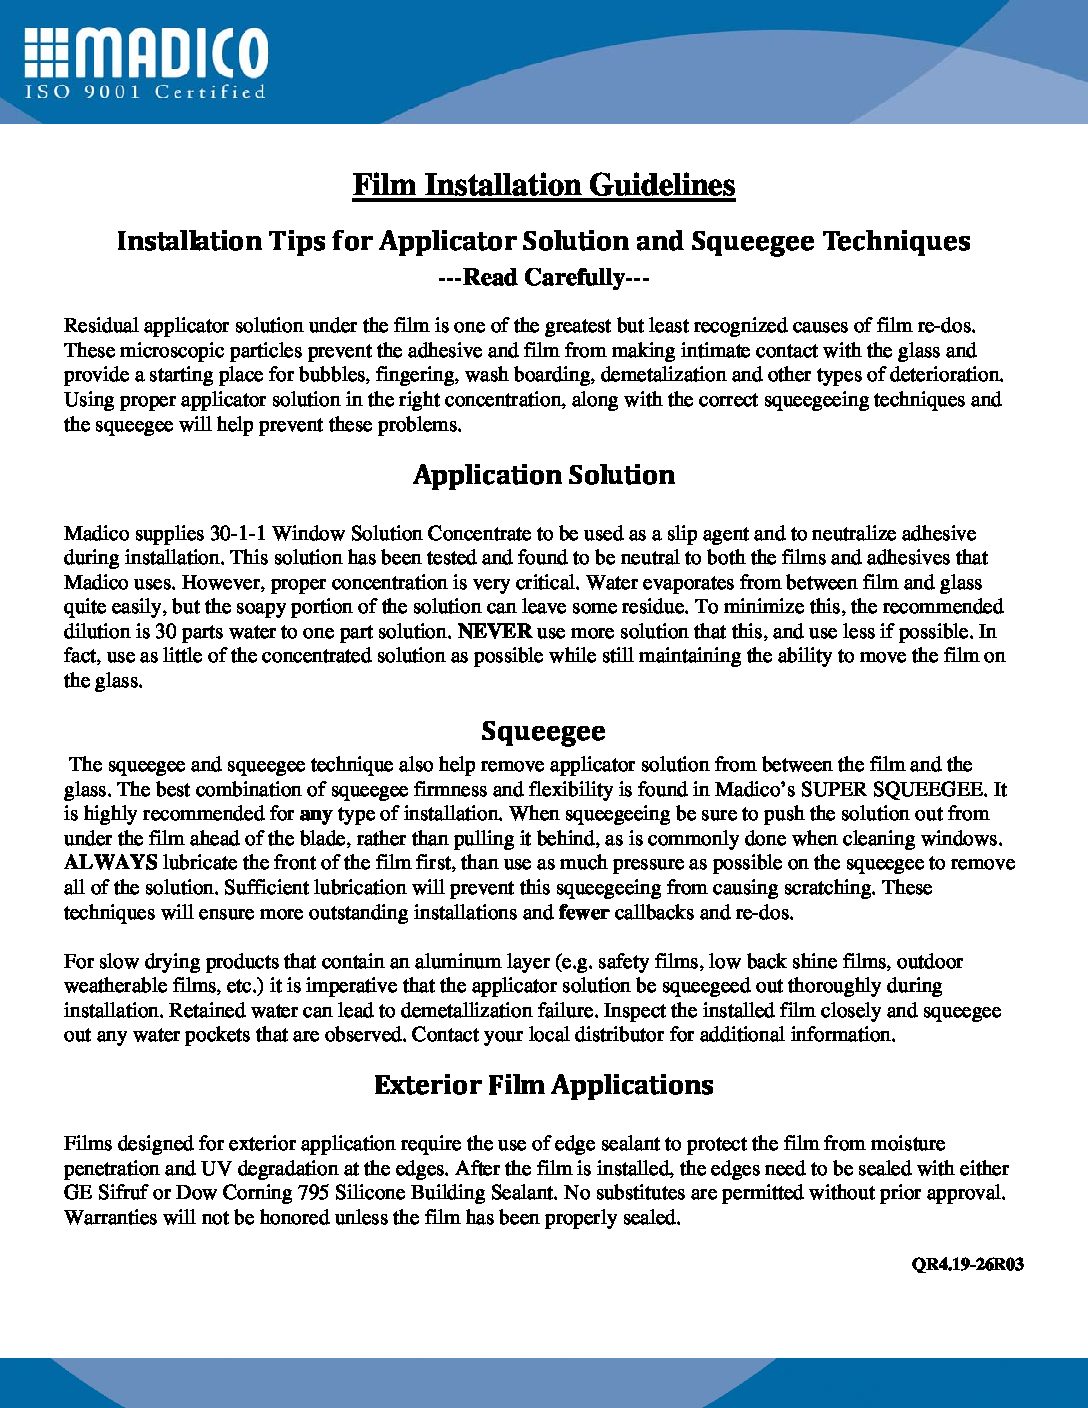 MADICO
ISO 9001 Certified
Film Installation Guidelines
Installation Tips for Applicator Solution and Squeegee Techniques
---Read Carefully---
Residual applicator solution under the film is one of the greatest but least recognized causes of film re-dos.
These microscopic particles prevent the adhesive and film from making intimate contact with the glass and
provide a starting place for bubbles, fingering, wash boarding, demetalization and other types of deterioration.
Using proper applicator solution in the right concentration, along with the correct squeegeeing techniques and
the squeegee will help prevent these problems.
Application Solution
Madico supplies 30-1-1 Window Solution Concentrate to be used as a slip agent and to neutralize adhesive
during installation. This solution has been tested and found to be neutral to both the films and adhesives that
Madico uses. However, proper concentration is very critical. Water evaporates from between film and glass
quite easily, but the soapy portion of the solution can leave some residue. To minimize this, the recommended
dilution is 30 parts water to one part solution. NEVER use more solution that this, and use less if possible. In
fact, use as little of the concentrated solution as possible while still maintaining the ability to move the film on
the glass.
Squeegee
The squeegee and squeegee technique also help remove applicator solution from between the film and the
glass. The best combination of squeegee firmness and flexibility is found in Madico's SUPER SQUEEGEE. It
is highly recommended for any type of installation. When squeegeeing be sure to push the solution out from
under the film ahead of the blade, rather than pulling it behind, as is commonly done when cleaning windows.
ALWAYS lubricate the front of the film first, than use as much pressure as possible on the squeegee to remove
all of the solution. Sufficient lubrication will prevent this squeegeeing from causing scratching. These
techniques will ensure more outstanding installations and fewer callbacks and re-dos.
For slow drying products that contain an aluminum layer (e.g. safety films, low back shine films, outdoor
weatherable films, etc.) it is imperative that the applicator solution be squeegeed out thoroughly during
installation. Retained water can lead to demetallization failure. Inspect the installed film closely and squeegee
out any water pockets that are observed. Contact your local distributor for additional information.
Exterior Film Applications
Films designed for exterior application require the use of edge sealant to protect the film from moisture
penetration and UV degradation at the edges. After the film is installed, the edges need to be sealed with either
GE Sifruf or Dow Corning 795 Silicone Building Sealant. No substitutes are permitted without prior approval.
Warranties will not be honored unless the film has been properly sealed.
QR4.19-26R03